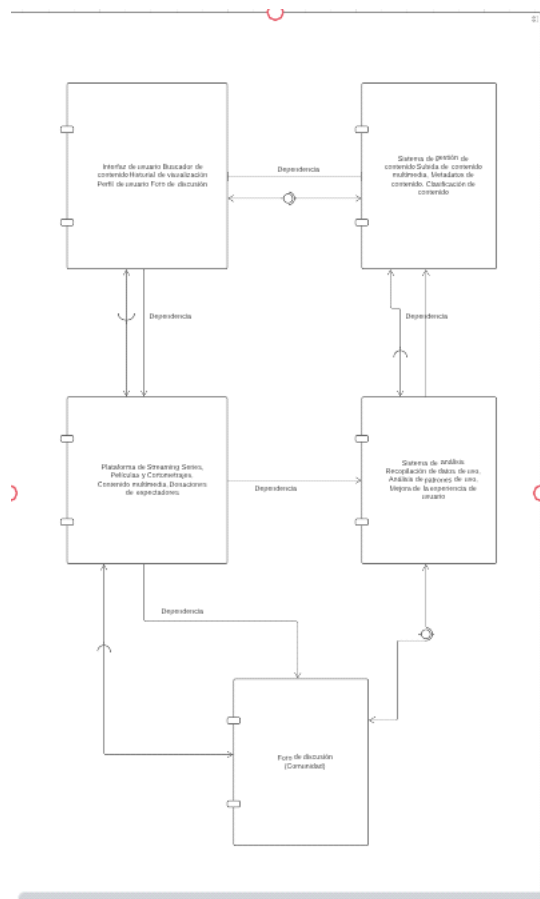 Interfaz de usuario Buscador de
contenido Historial de visualización
Perfil de usuario Foro de discusión
Dependencia
Sistema de gestión de
contenido Subida de contenido
multimedia, Metadatos de
contenido. Clasificación de
contenido
Dependencia
Dependencia
Plataforma de Streaming Series,
Películas y Cortometrajes.
Contenido multimedia, Donaciones
de espectadores.
Dependencia
Sistema de análisis
Recopilación de datos de uso,
Análisis de patrones de uso,
Mejora de la experiencia de
usuario
Dependencia
Foro de discusión
(Comunidad)